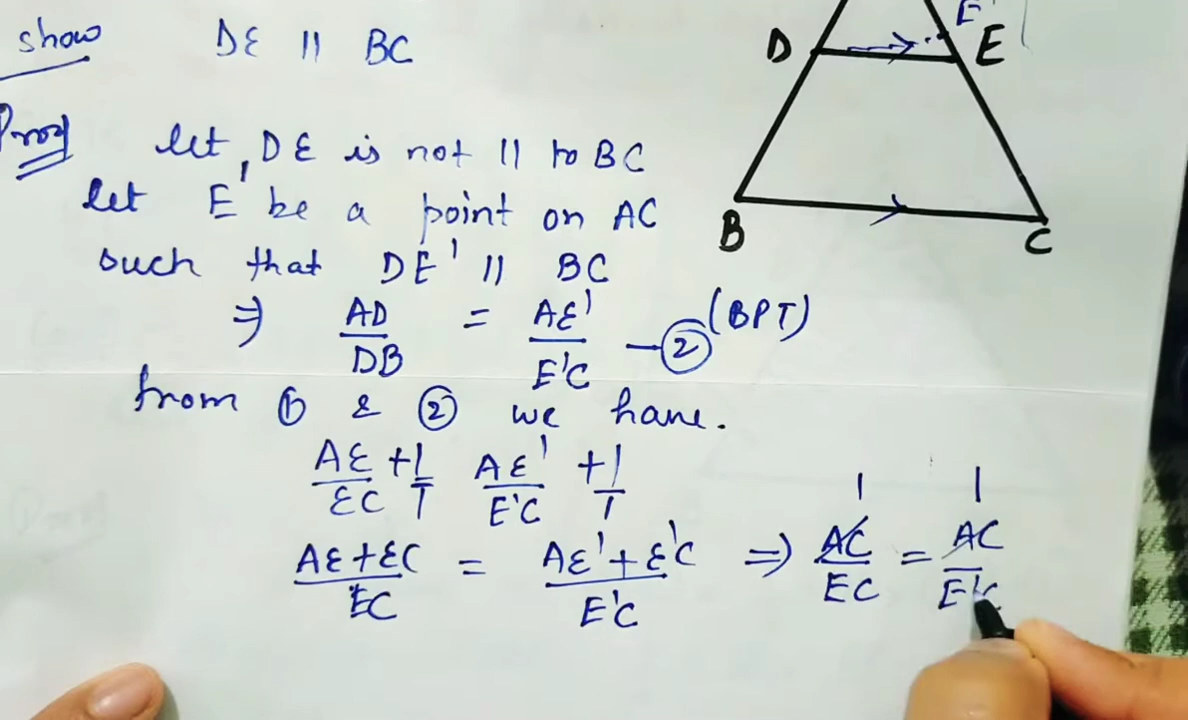 show DE || BC
D E' E
B C
Proof let, DE is not || to BC
let E' be a point on AC
such that DE' || BC
⇒ AD/DB = AE'/E'C —② (BPT)
from ① & ② we have.
AE/EC + 1/1 AE'/E'C + 1/1
AE+EC/EC = AE'+E'C/E'C ⇒ AC/EC = AC/E'C
1 1